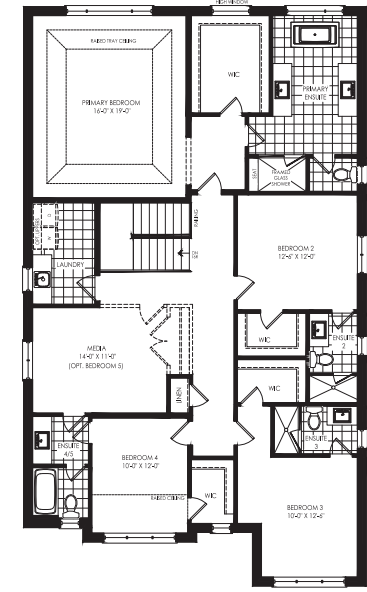 HIGH WINDOW
RAISED TRAY CEILING
WIC
PRIMARY
ENSUITE
PRIMARY BEDROOM
16'-0" X 19'-0"
SEAT
FRAMED
GLASS
SHOWER
RAILING
LAUNDRY
BEDROOM 2
12'-6" X 12'-0"
MEDIA
14'-0" X 11'-0"
(OPT. BEDROOM 5)
WIC
ENSUITE
2
LINEN
WIC
ENSUITE
4/5
ENSUITE
3
BEDROOM 4
10'-0" X 12'-0"
RAISED CEILING
WIC
BEDROOM 3
10'-0" X 12'-6"